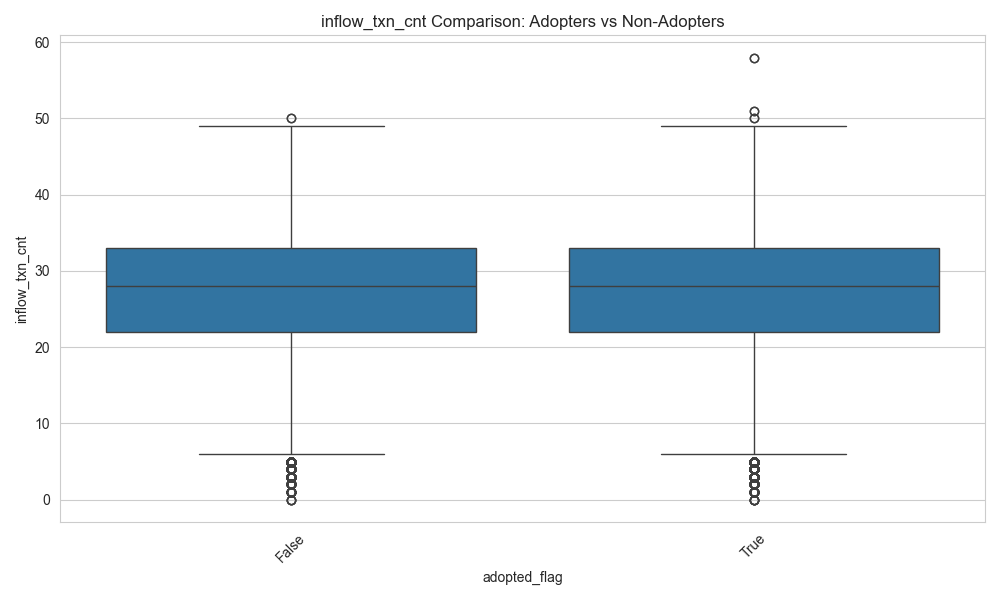 inflow_txn_cnt Comparison: Adopters vs Non-Adopters
inflow_txn_cnt
60
50
40
30
20
10
0
False
True
adopted_flag